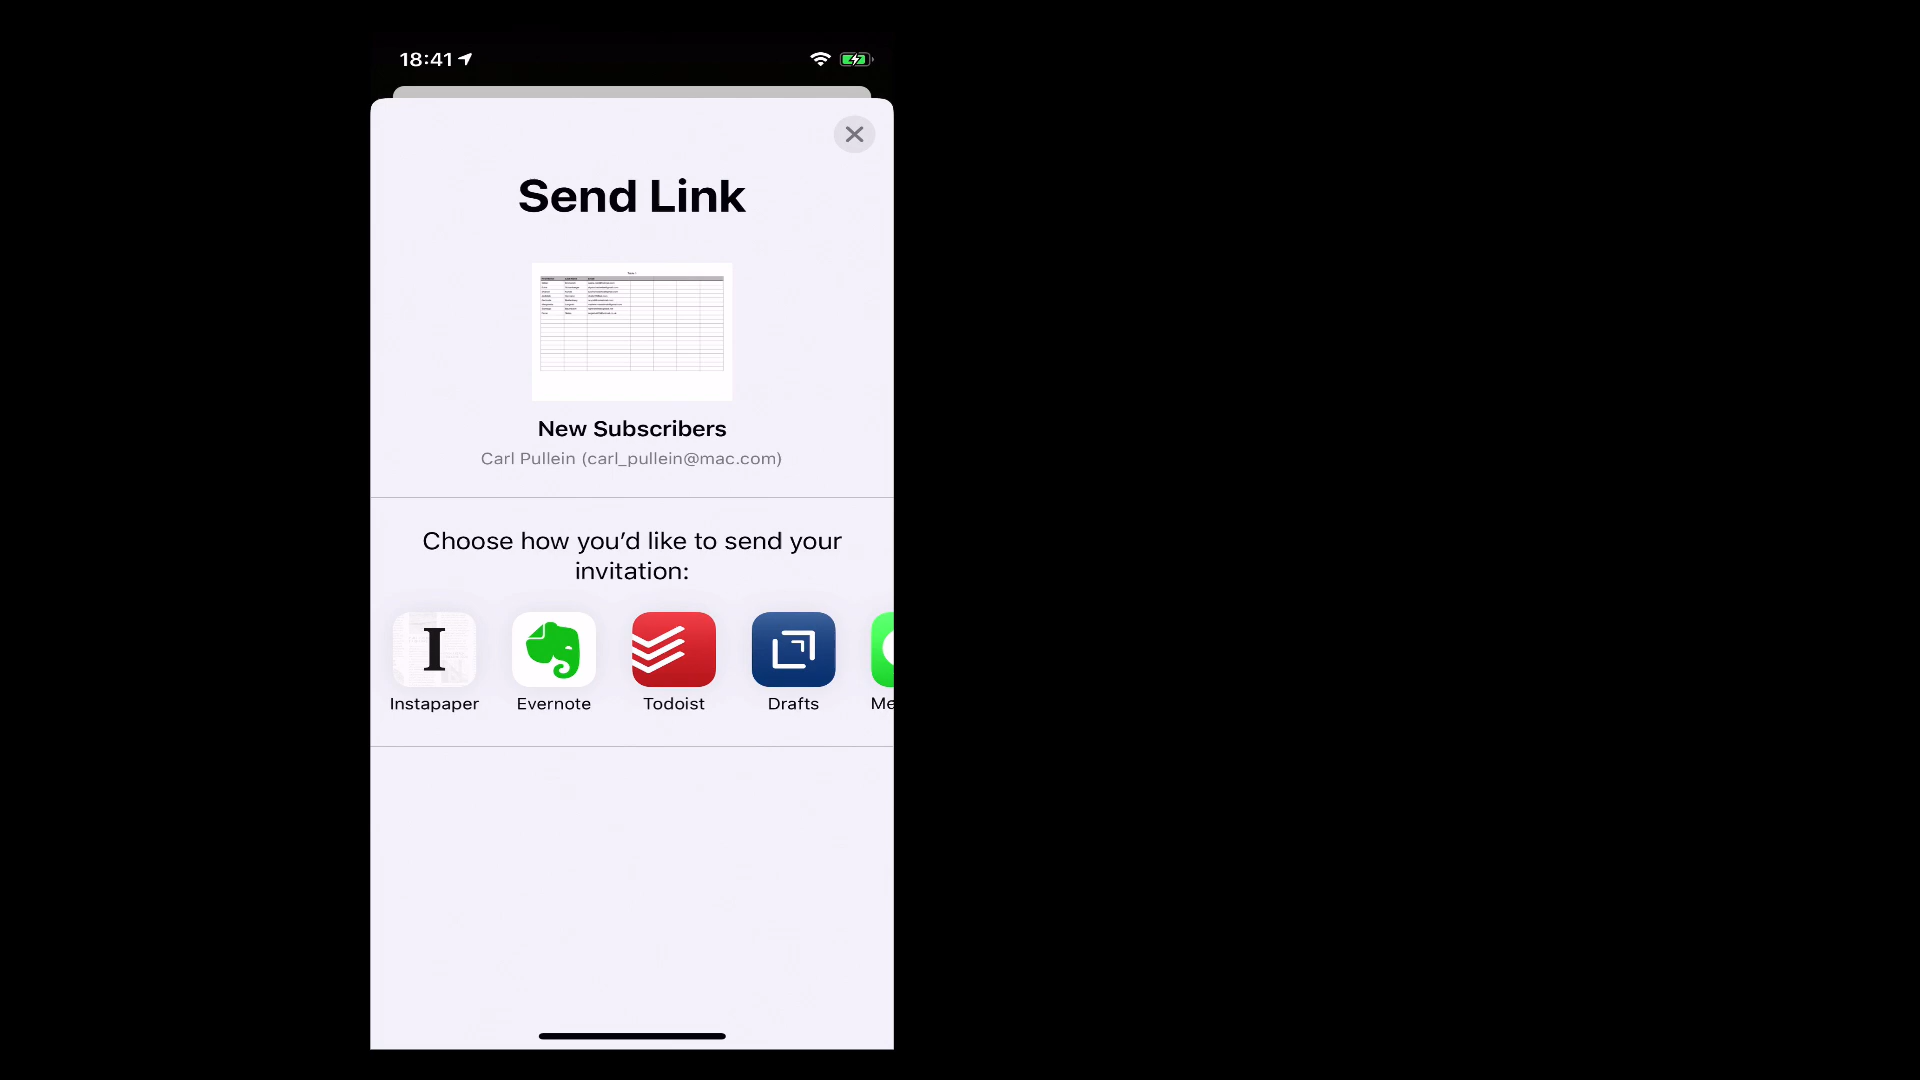 18:41
Send Link
New Subscribers
Carl Pullein (carl_pullein@mac.com)
Choose how you’d like to send your
invitation:
Instapaper
Evernote
Todoist
Drafts
Me